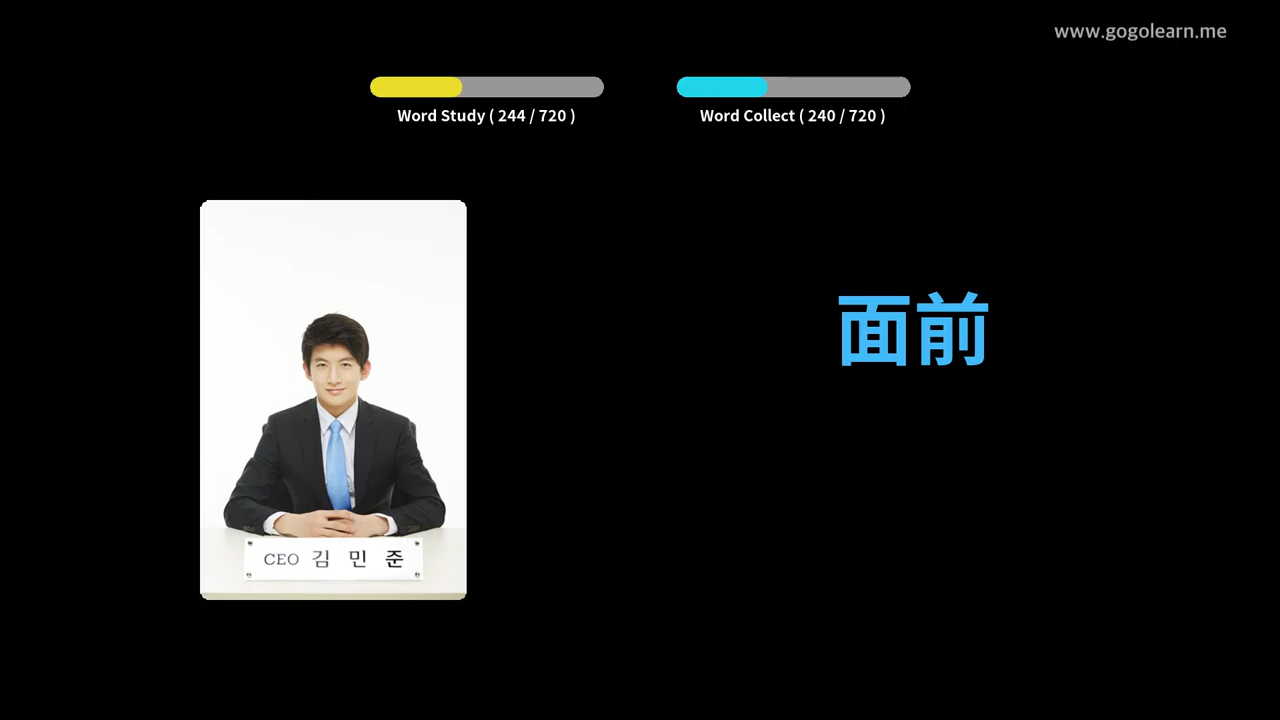 www.gogolearn.me
Word Study ( 244 / 720 )
Word Collect ( 240 / 720 )
面前
CEO 김 민 준